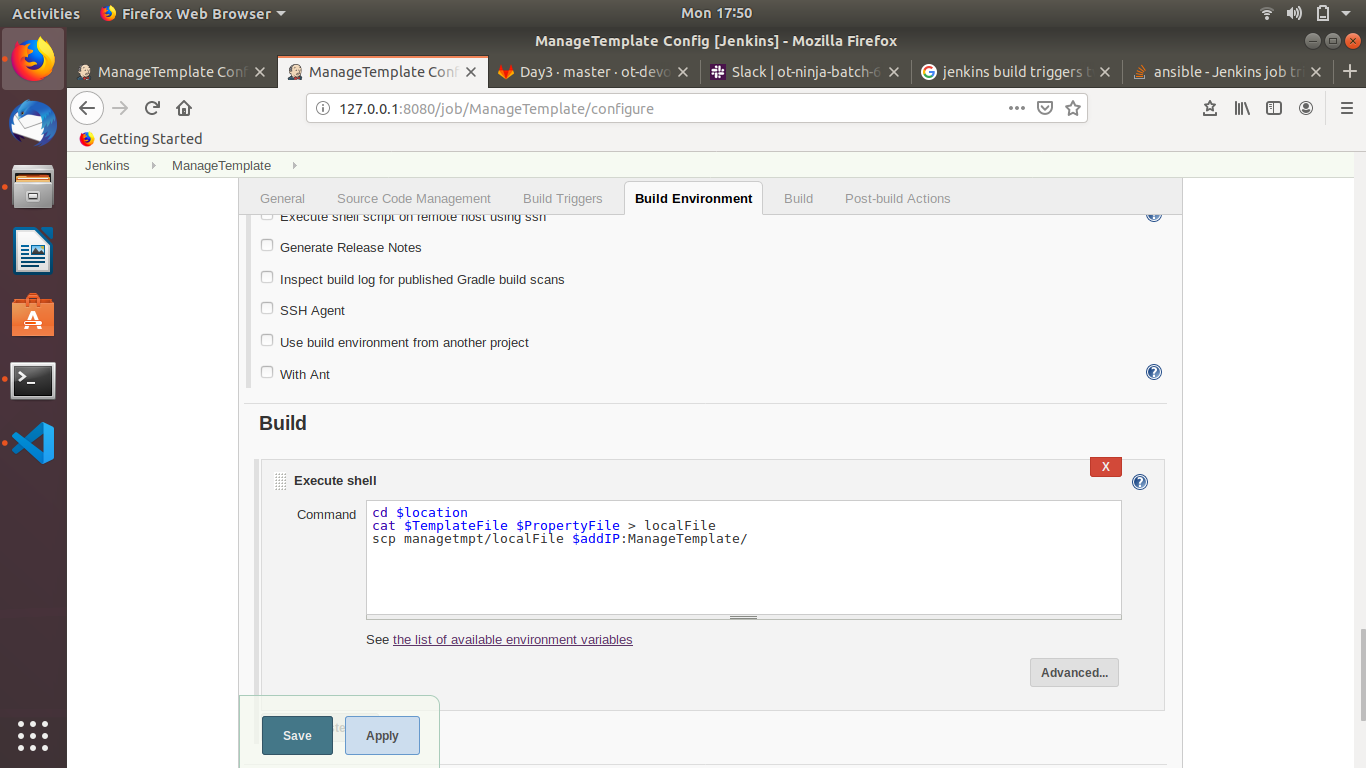 Activities
Firefox Web Browser
Mon 17:50
ManageTemplate Config [Jenkins] - Mozilla Firefox
ManageTemplate Conf
ManageTemplate Conf
Day3 · master · ot-devo
Slack | ot-ninja-batch-6
jenkins build triggers t
ansible - Jenkins job tri
127.0.0.1:8080/job/ManageTemplate/configure
Getting Started
Jenkins
ManageTemplate
General
Source Code Management
Build Triggers
Build Environment
Build
Post-build Actions
Execute shell script on remote host using ssh
Generate Release Notes
Inspect build log for published Gradle build scans
SSH Agent
Use build environment from another project
With Ant
Build
X
Execute shell
Command
cd $location
cat $TemplateFile $PropertyFile > localFile
scp managetmpt/localFile $addIP:ManageTemplate/
See the list of available environment variables
Advanced...
Save
Apply